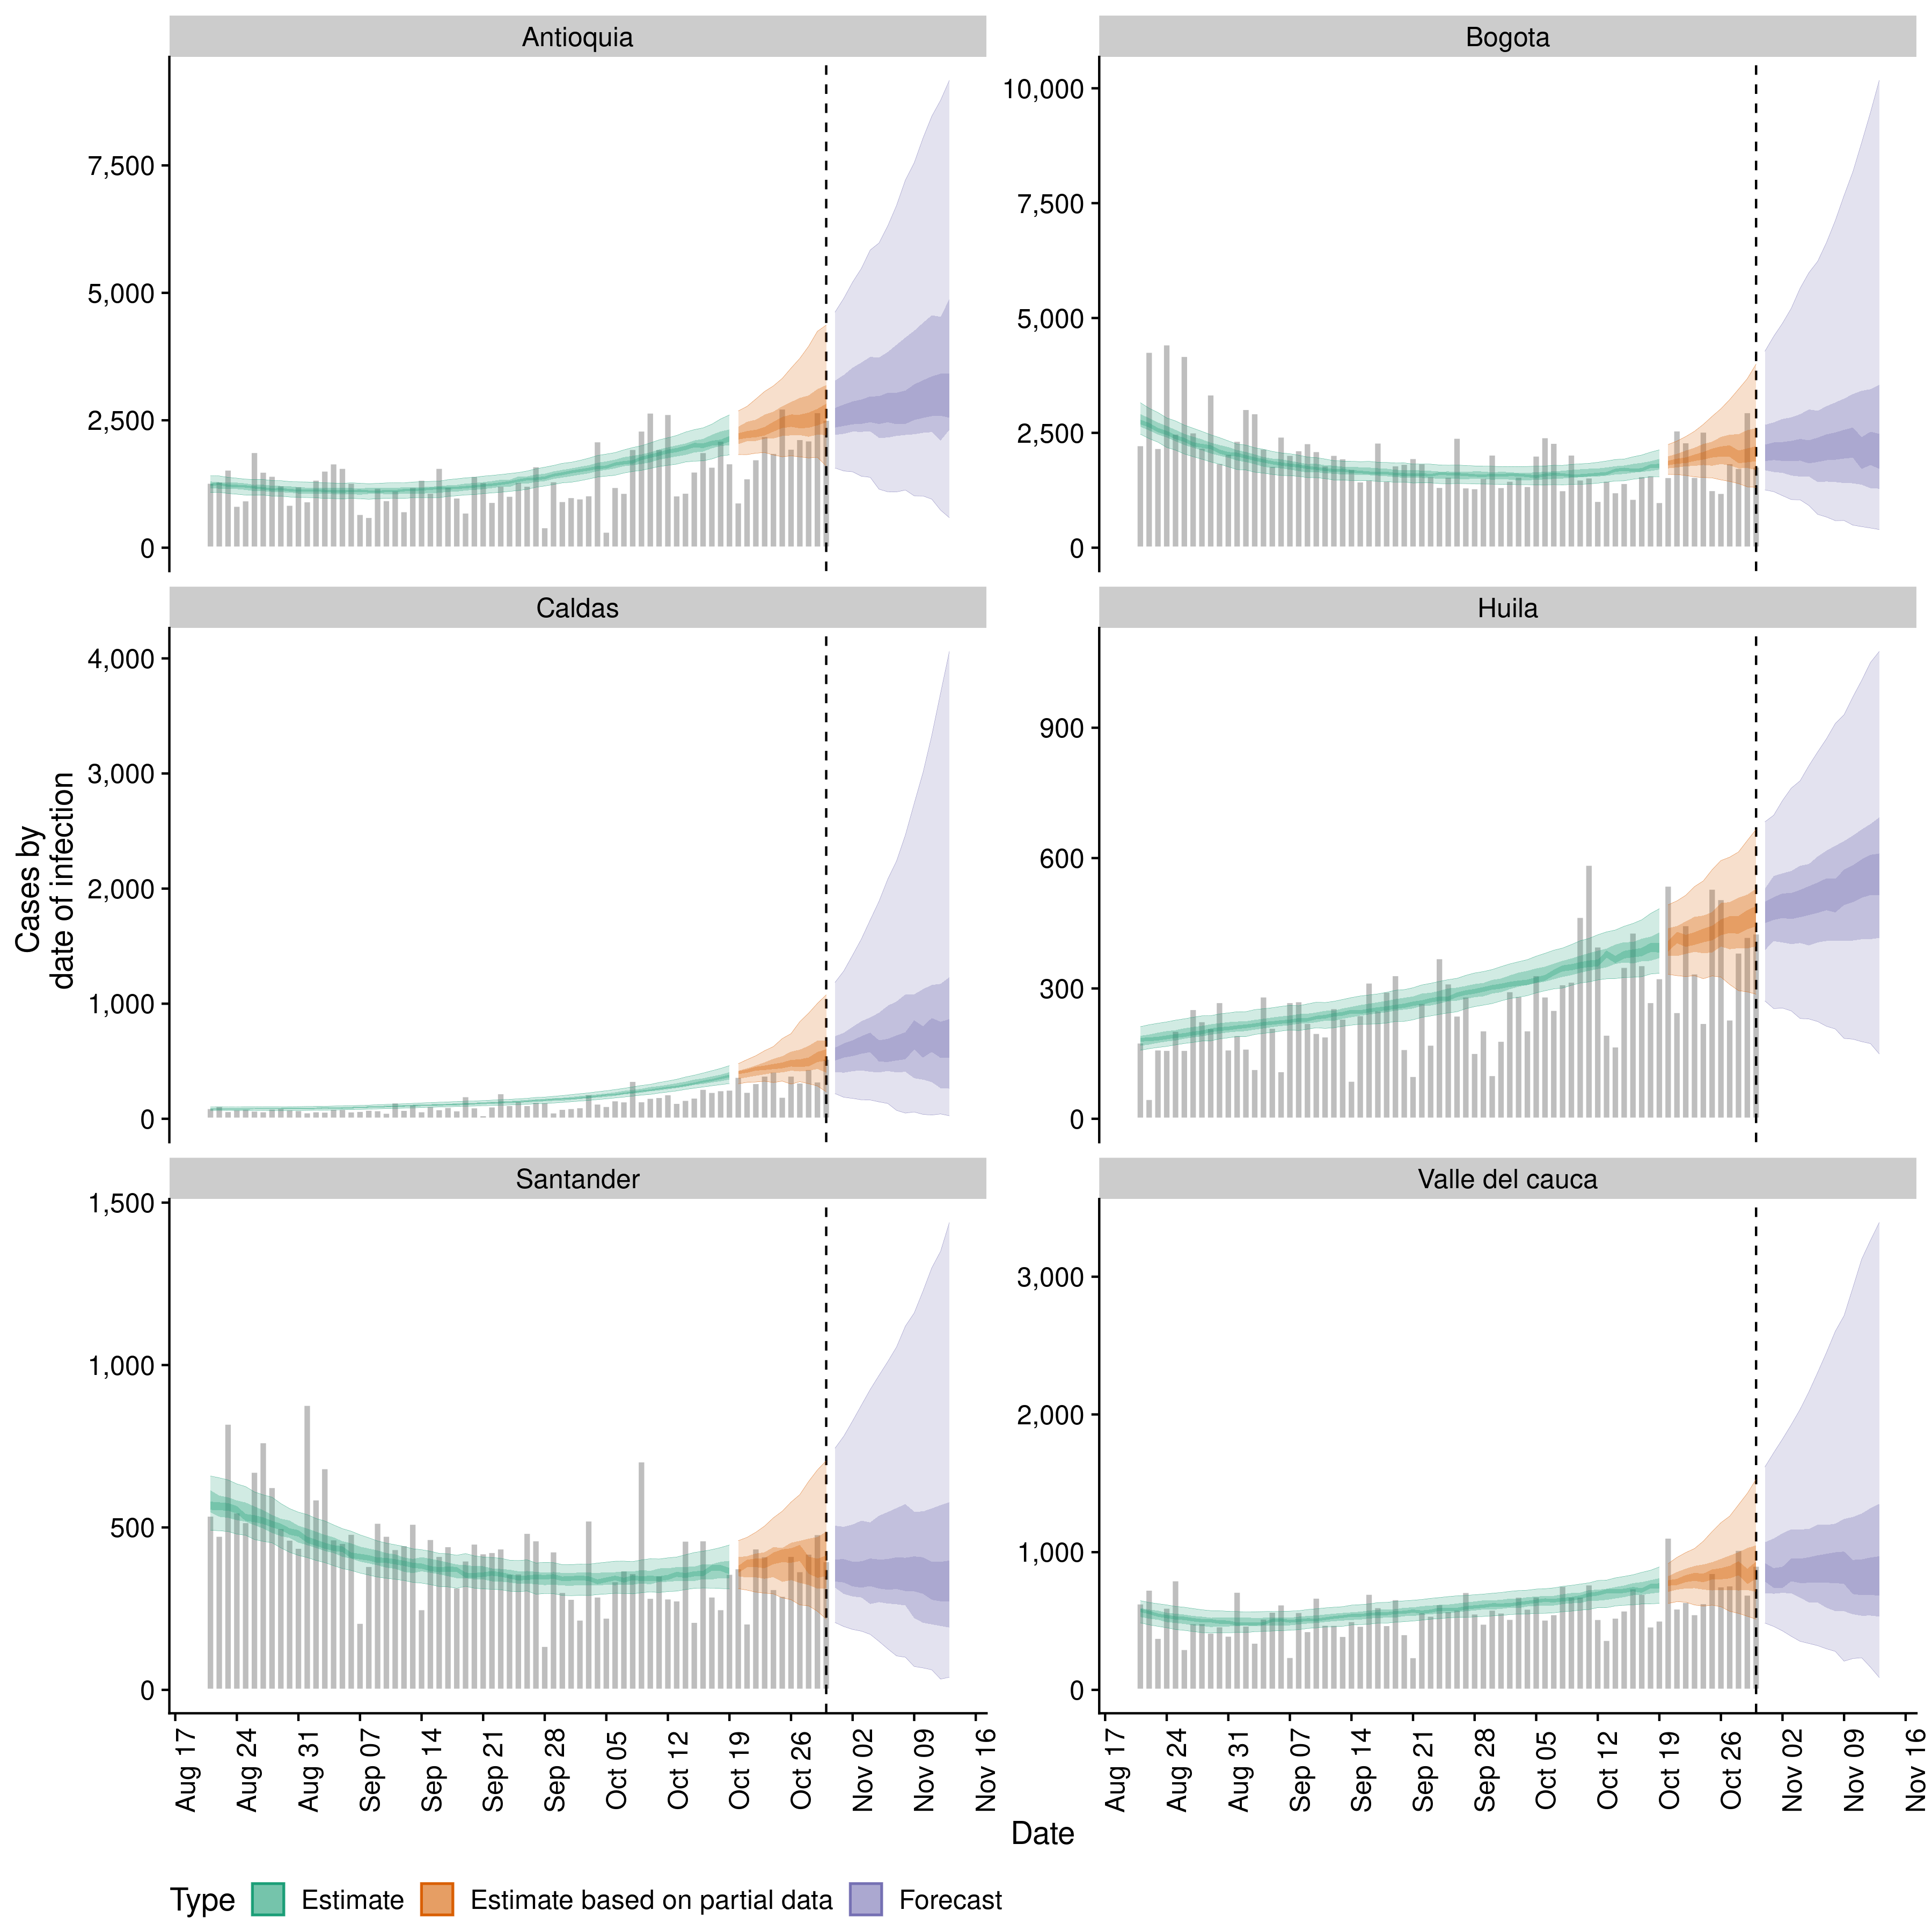 Antioquia
Bogota
7,500
5,000
2,500
0
10,000
7,500
5,000
2,500
0
Caldas
Huila
4,000
3,000
2,000
1,000
0
900
600
300
0
Santander
Valle del cauca
1,500
1,000
500
0
3,000
2,000
1,000
0
Cases by
date of infection
Aug 17
Aug 24
Aug 31
Sep 07
Sep 14
Sep 21
Sep 28
Oct 05
Oct 12
Oct 19
Oct 26
Nov 02
Nov 09
Nov 16
Aug 17
Aug 24
Aug 31
Sep 07
Sep 14
Sep 21
Sep 28
Oct 05
Oct 12
Oct 19
Oct 26
Nov 02
Nov 09
Nov 16
Date
Type Estimate Estimate based on partial data Forecast